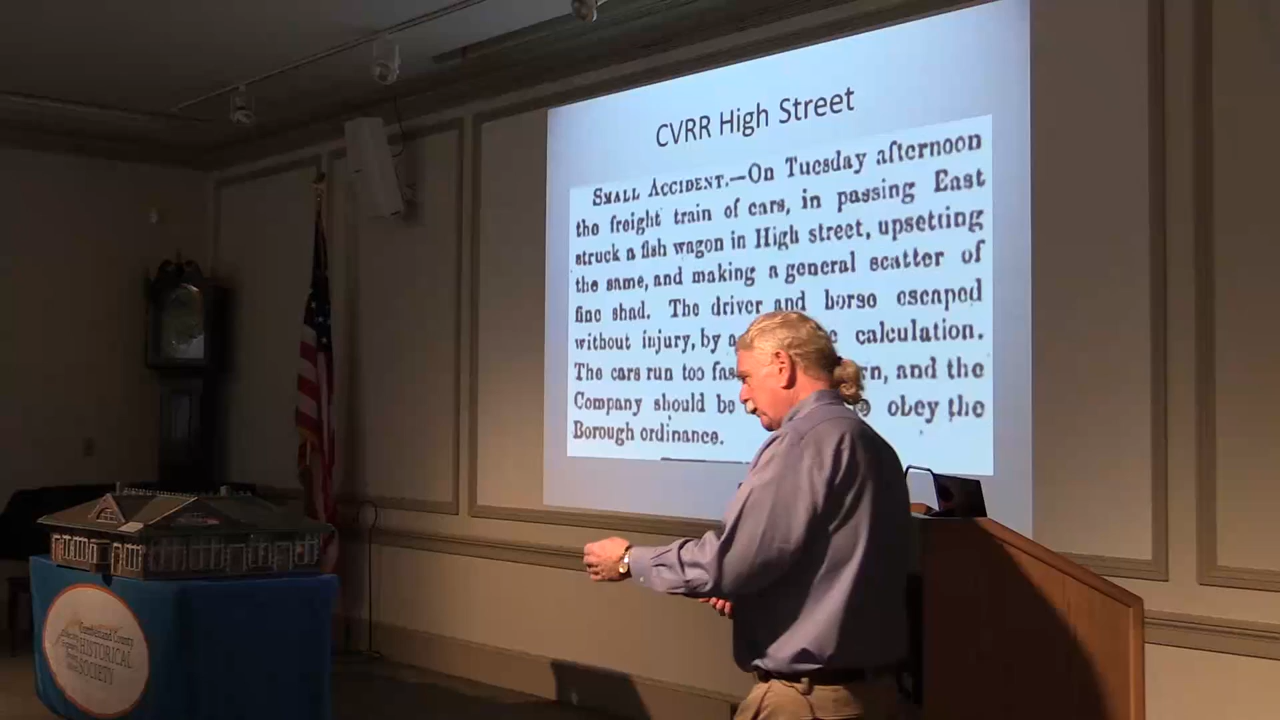 CVRR High Street
SMALL ACCIDENT.—On Tuesday afternoon
the freight train of cars, in passing East
struck a fish wagon in High street, upsetting
the same, and making a general scatter of
fine shad. The driver and horse escaped
without injury, by a calculation.
The cars run too fas n, and the
Company should be obey the
Borough ordinance.
Cumberland County
HISTORICAL
SOCIETY